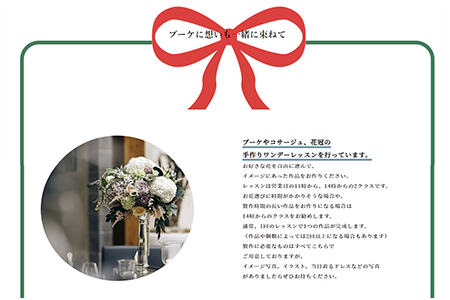 ブーケに想いも一緒に束ねて
ブーケやコサージュ、花冠の
手作りワンデーレッスンを行っています。
お好きな花を自由に選んで、
イメージにあった作品をお作りください。
レッスンは営業日の11時から、14時からの2クラスです。
お花選びに時間がかかりそうな場合や、
製作時間の長い作品をお作りになる場合は
14時からのクラスをお勧めします。
通常、1回のレッスンで1つの作品が完成します。
（作品や個数によっては2回以上になる場合もあります）
製作に必要なものはすべてこちらで
ご用意しておりますが、
イメージ写真、イラスト、当日着るドレスなどの写真
がありましたらぜひお持ちください。